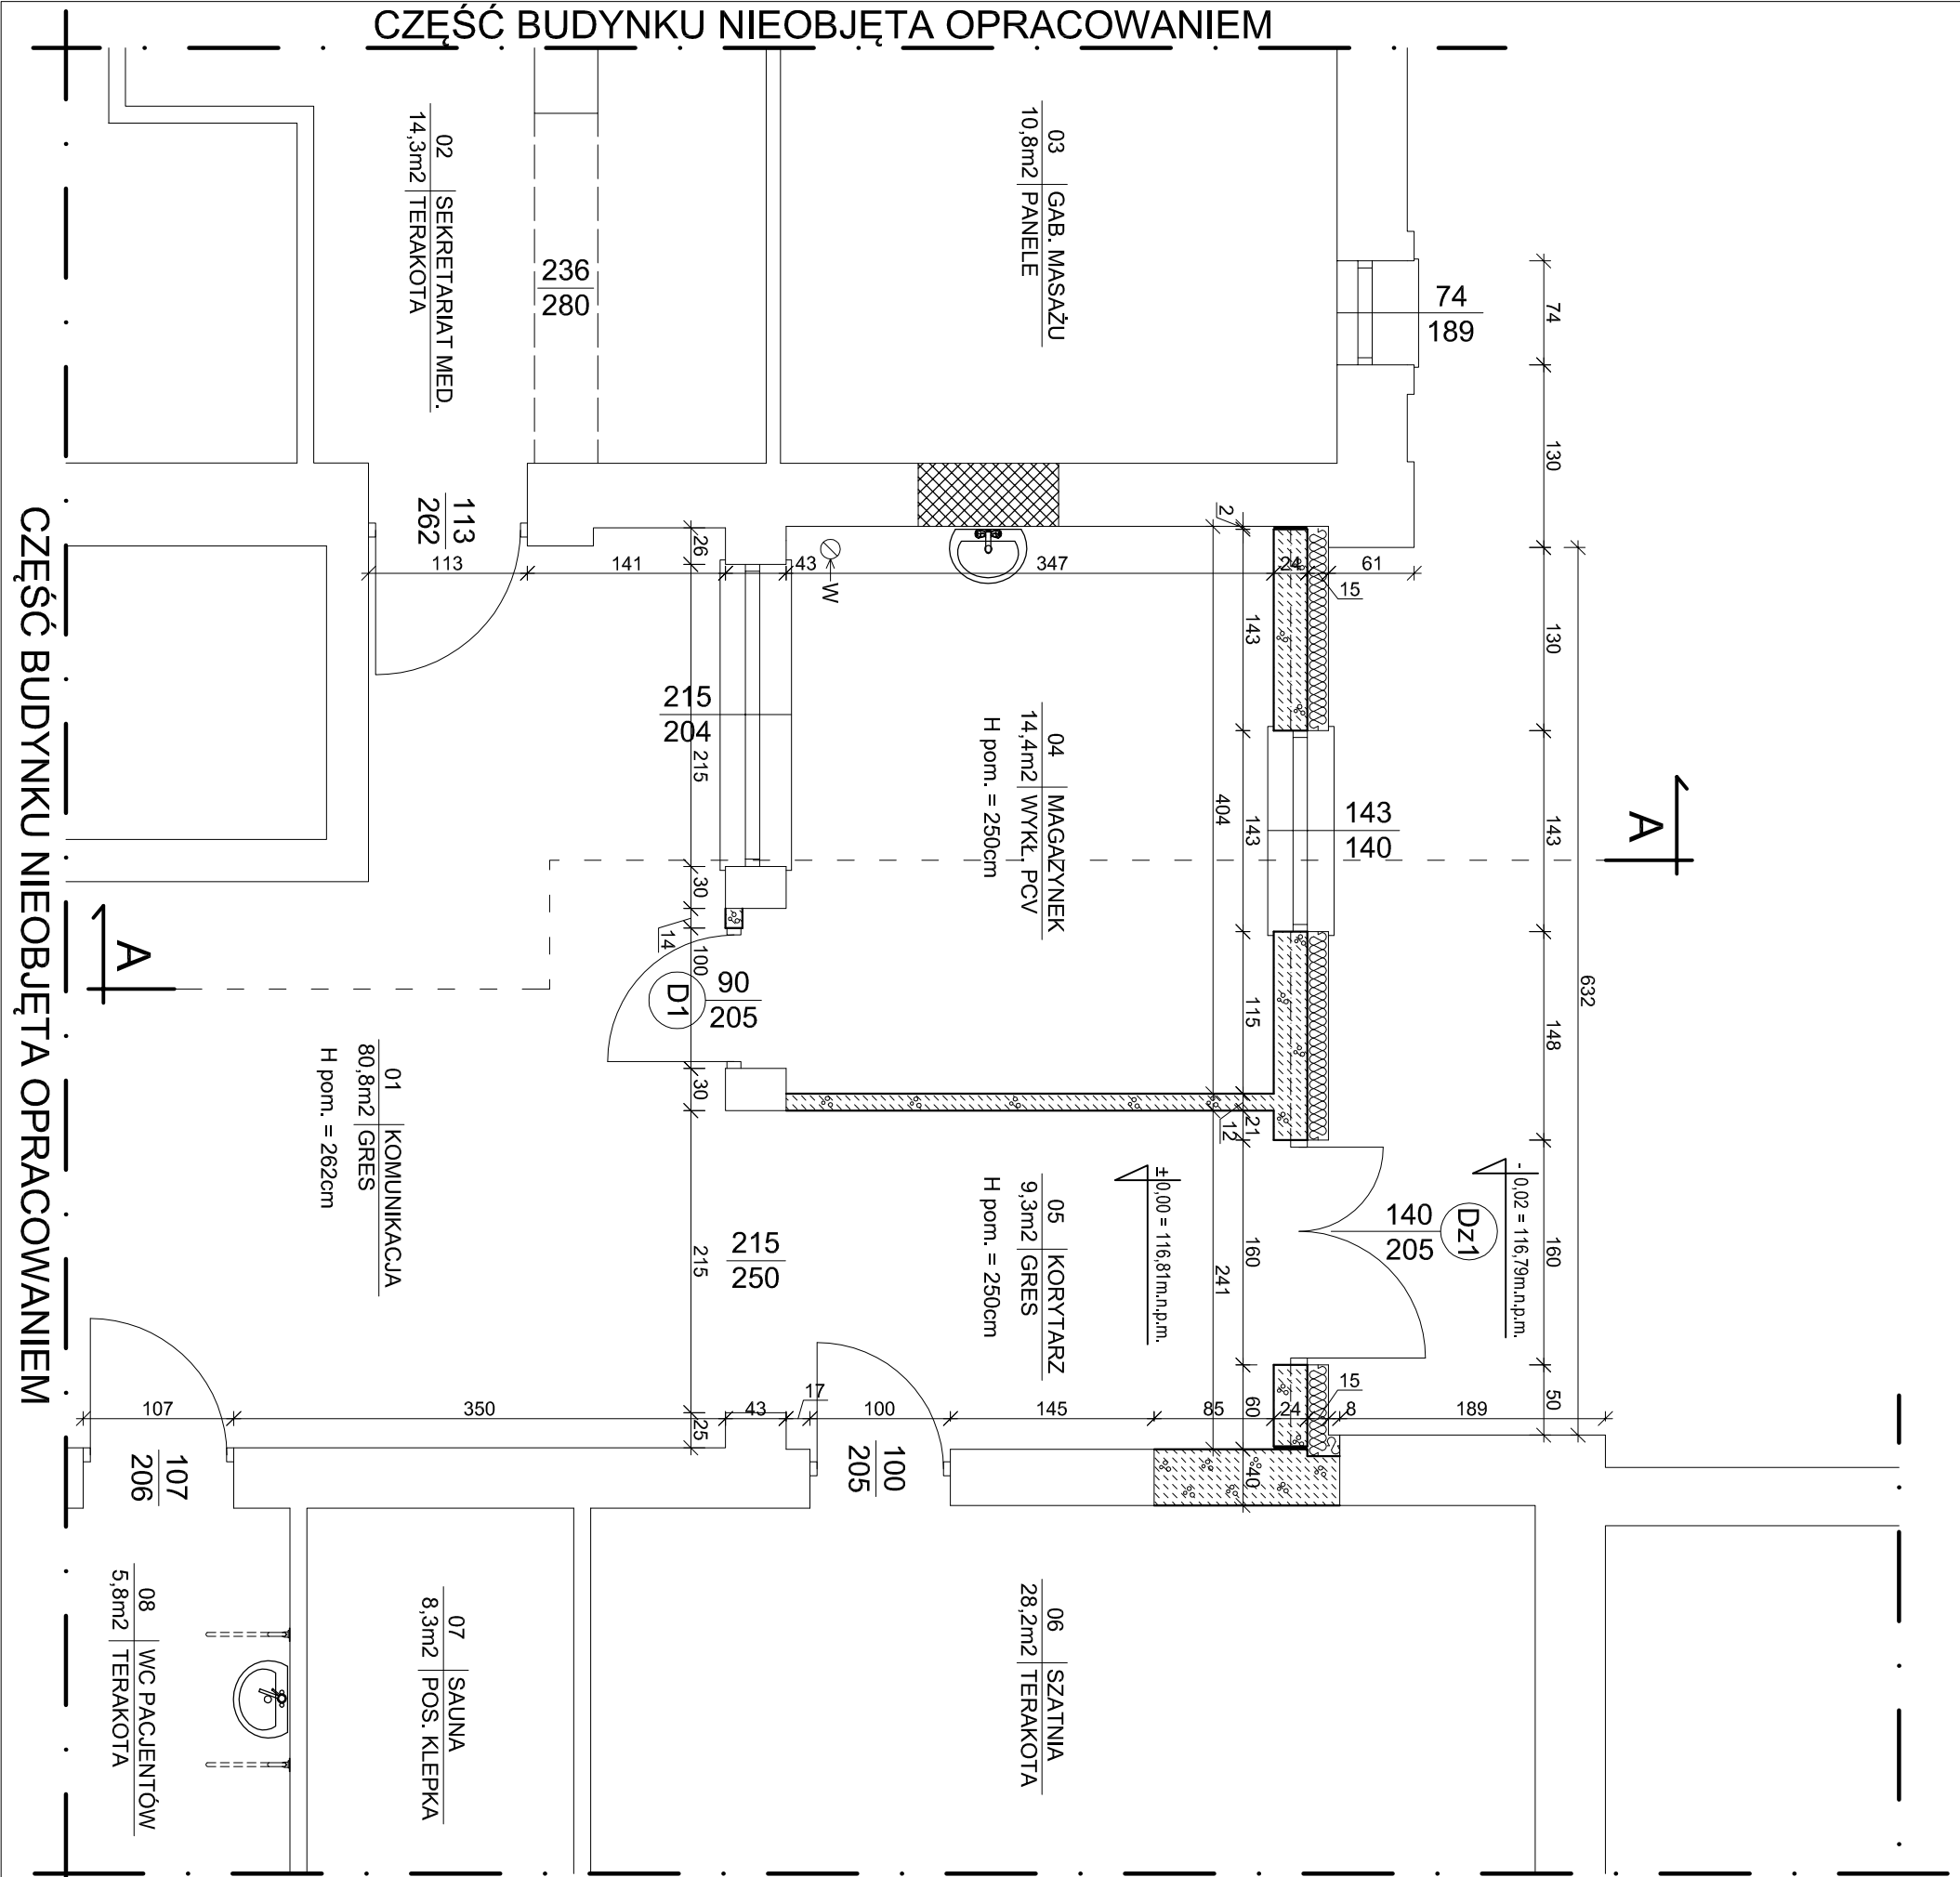 CZĘŚĆ BUDYNKU NIEOBJĘTA OPRACOWANIEM
CZĘŚĆ BUDYNKU NIEOBJĘTA OPRACOWANIEM
02 SEKRETARIAT MED.
14,3m2 TERAKOTA
236
280
03 GAB. MASAŻU
10,8m2 PANELE
74
189
74
130
130
143
148
160
50
632
113
262
113
141
43
347
24
61
15
2
26
215
30
14
100
30
215
25
W
143
143
115
21
160
60
40
404
12
241
215
204
04 MAGAZYNEK
14,4m2 WYKŁ. PCV
H pom. = 250cm
143
140
A
A
D1
90
205
01 KOMUNIKACJA
80,8m2 GRES
H pom. = 262cm
215
250
05 KORYTARZ
9,3m2 GRES
H pom. = 250cm
±0,00 = 116,81m.n.p.m.
- 0,02 = 116,79m.n.p.m.
Dz1
140
205
107
350
43
17
100
145
85
24
15
8
189
107
206
100
205
08 WC PACJENTÓW
5,8m2 TERAKOTA
07 SAUNA
8,3m2 POS. KLEPKA
06 SZATNIA
28,2m2 TERAKOTA